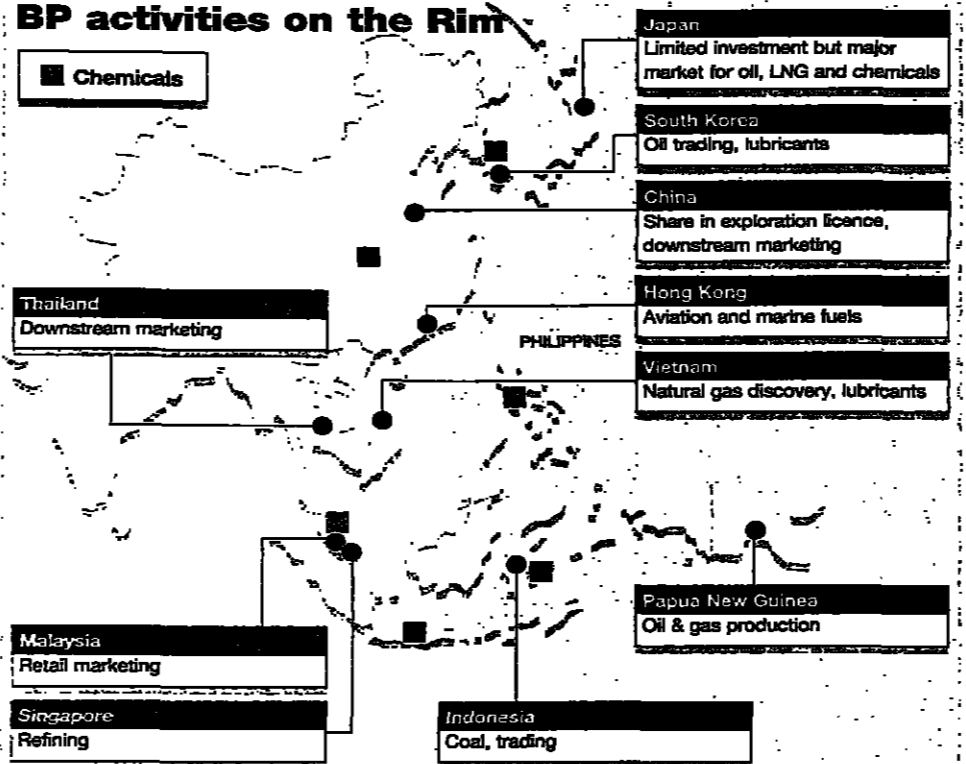 BP activities on the Rim
Chemicals
Japan
Limited investment but major
market for oil, LNG and chemicals
South Korea
Oil trading, lubricants
China
Share in exploration licence,
downstream marketing
Thailand
Downstream marketing
Hong Kong
Aviation and marine fuels
PHILIPPINES
Vietnam
Natural gas discovery, lubricants
Papua New Guinea
Oil & gas production
Malaysia
Retail marketing
Singapore
Refining
Indonesia
Coal, trading